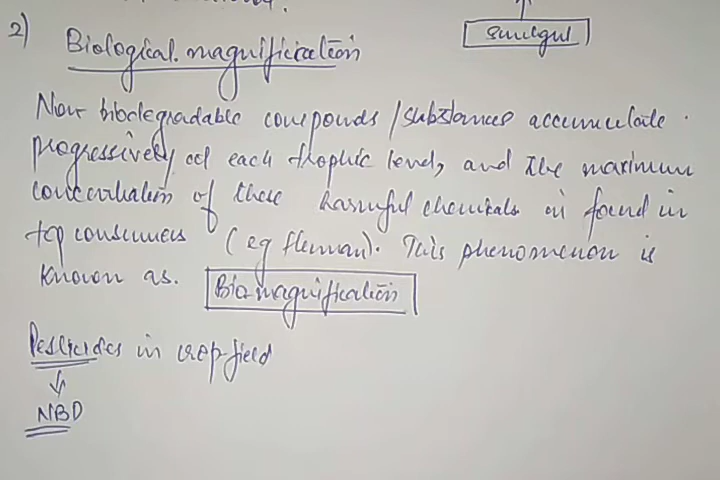 2) Biological magnification
Non biodegradable compounds / substances accumulate
progressively at each trophic level, and the maximum
concentration of these harmful chemicals is found in
top consumers (eg Human). This phenomenon is
known as. Biomagnification
Pesticides in crop field
NBD